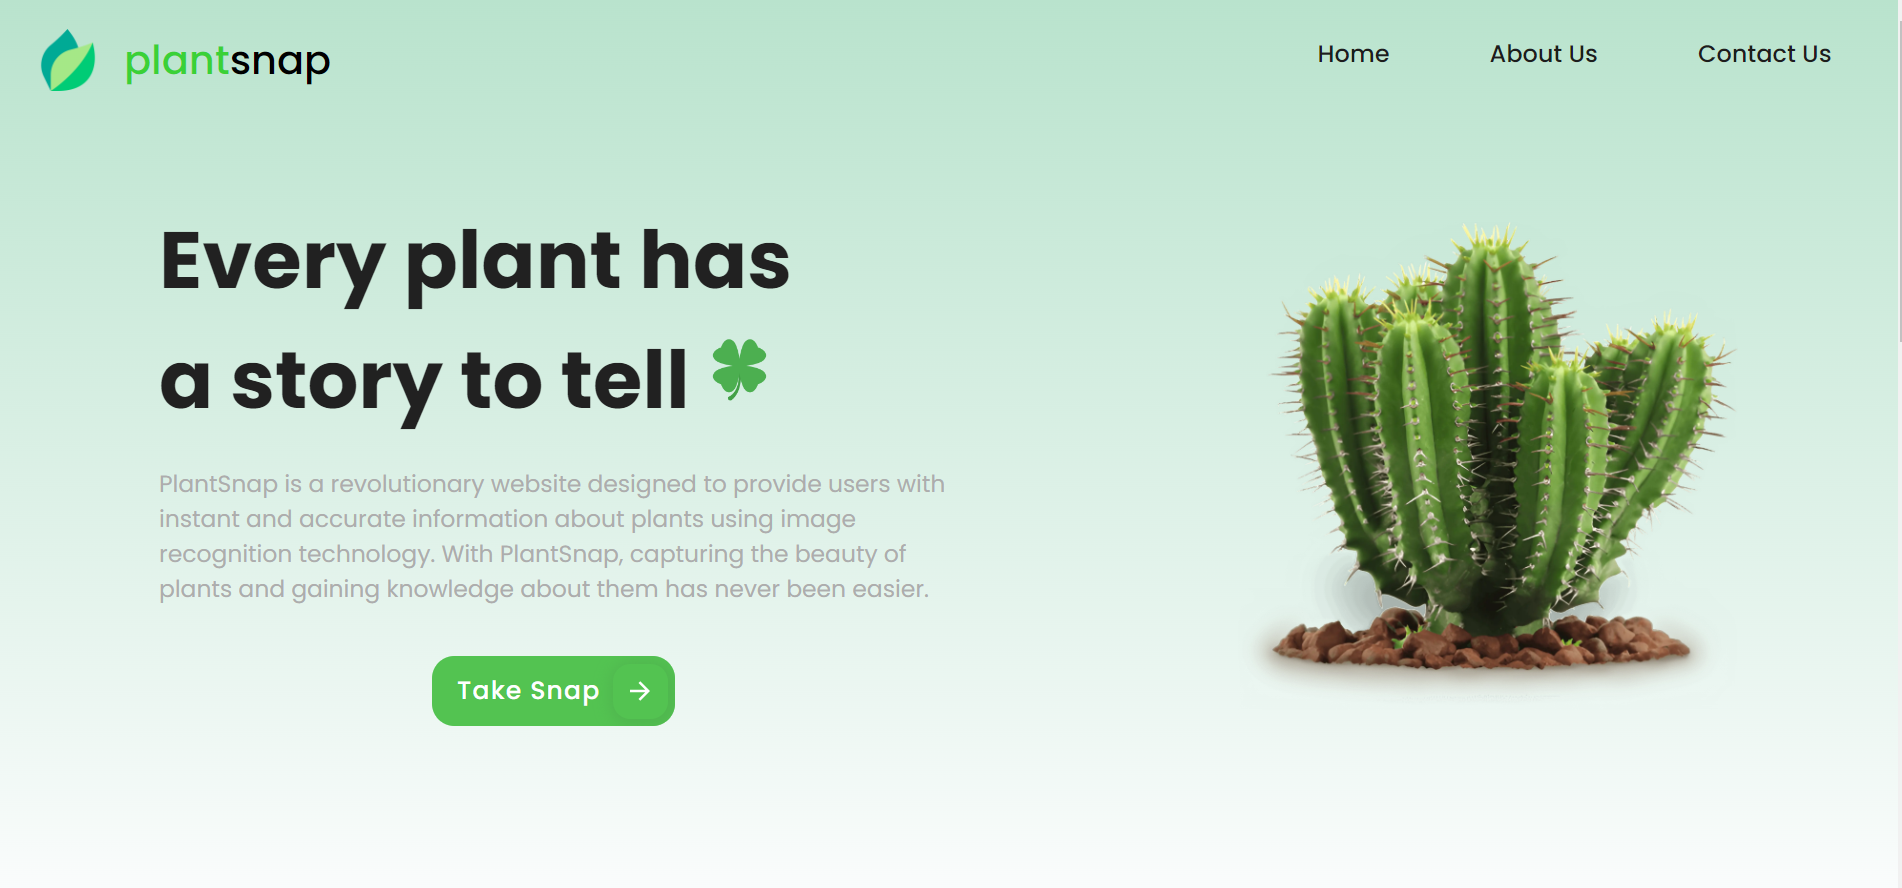 plantsnap
Home
About Us
Contact Us
Every plant has
a story to tell
PlantSnap is a revolutionary website designed to provide users with
instant and accurate information about plants using image
recognition technology. With PlantSnap, capturing the beauty of
plants and gaining knowledge about them has never been easier.
Take Snap